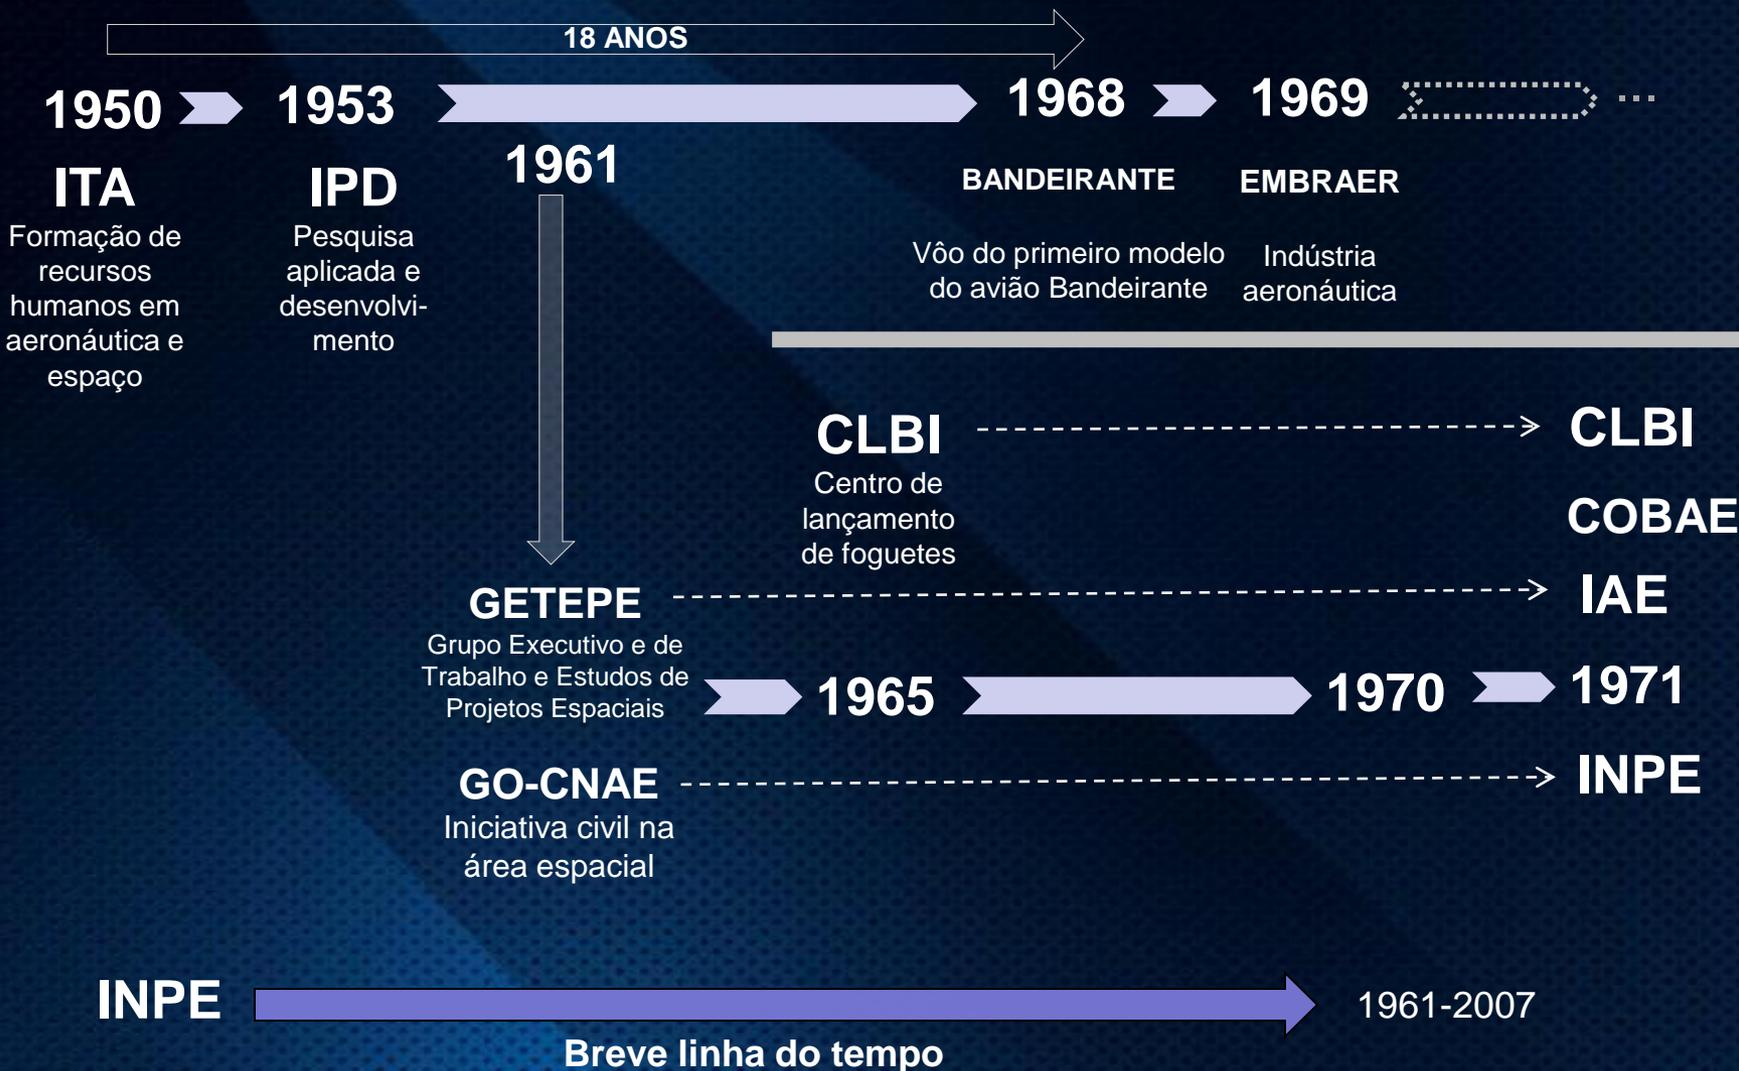 18 ANOS
1950
1953
1968
1969
...
1961
ITA
Formação de
recursos
humanos em
aeronáutica e
espaço
IPD
Pesquisa
aplicada e
desenvolvi-
mento
BANDEIRANTE
Vôo do primeiro modelo
do avião Bandeirante
EMBRAER
Indústria
aeronáutica
CLBI
Centro de
lançamento
de foguetes
CLBI
COBAE
GETEPE
Grupo Executivo e de
Trabalho e Estudos de
Projetos Espaciais
IAE
1965
1970
1971
GO-CNAE
Iniciativa civil na
área espacial
INPE
INPE
1961-2007
Breve linha do tempo